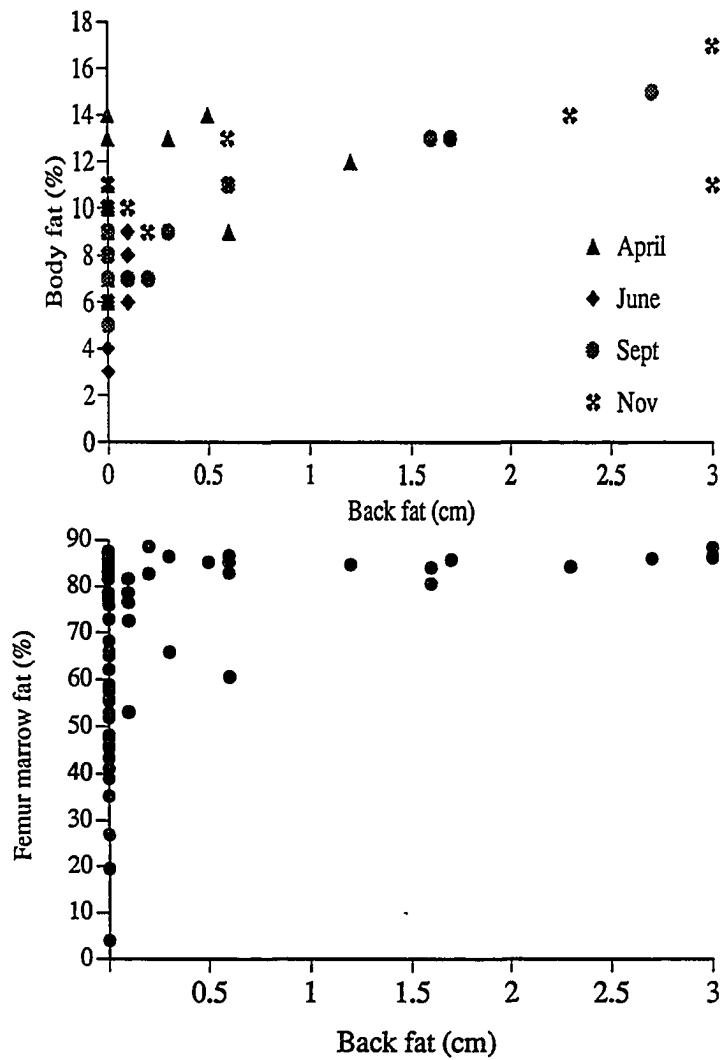 18
16
14
12
10
8
6
4
2
0
Body fat (%)
April
June
Sept
Nov
0 0.5 1 1.5 2 2.5 3
Back fat (cm)
90
80
70
60
50
40
30
20
10
0
Femur marrow fat (%)
0.5 1 1.5 2 2.5 3
Back fat (cm)